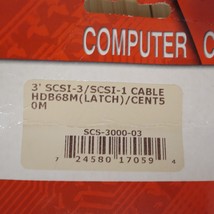 COMPUTER C
3' SCSI-3/SCSI-1 CABLE
HDB68M(LATCH)/CENT5
0M
SCS-3000-03
7 24580 17059 4